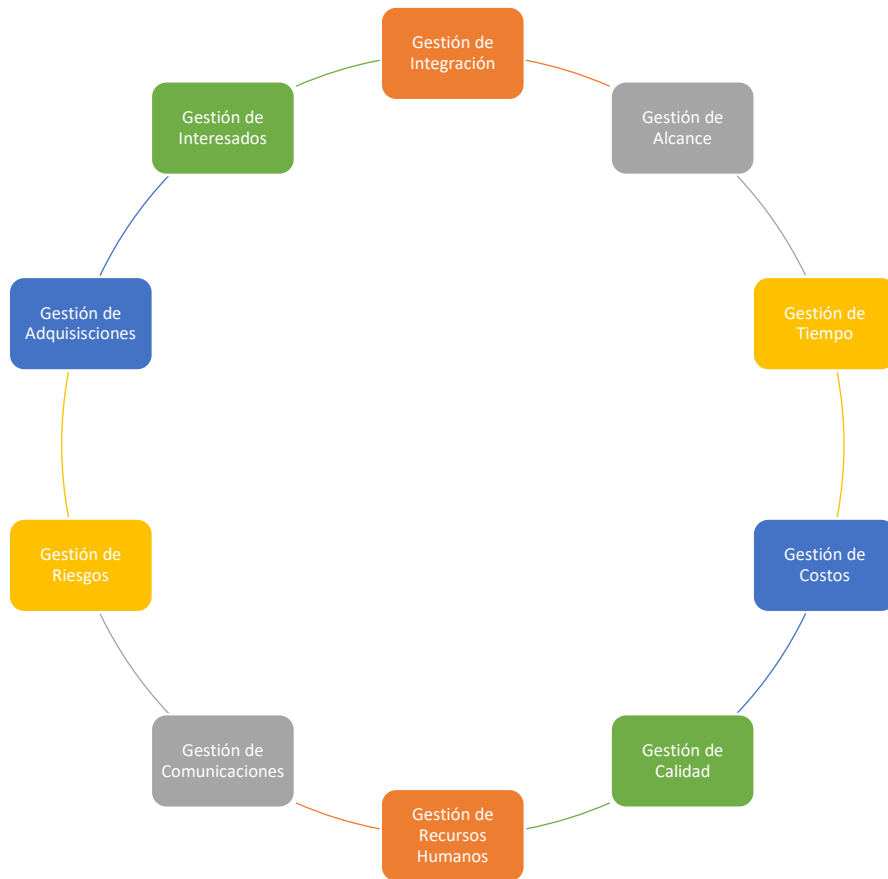 Gestión de
Integración
Gestión de
Alcance
Gestión de
Tiempo
Gestión de
Costos
Gestión de
Calidad
Gestión de
Recursos
Humanos
Gestión de
Comunicaciones
Gestión de
Riesgos
Gestión de
Adquisisciones
Gestión de
Interesados